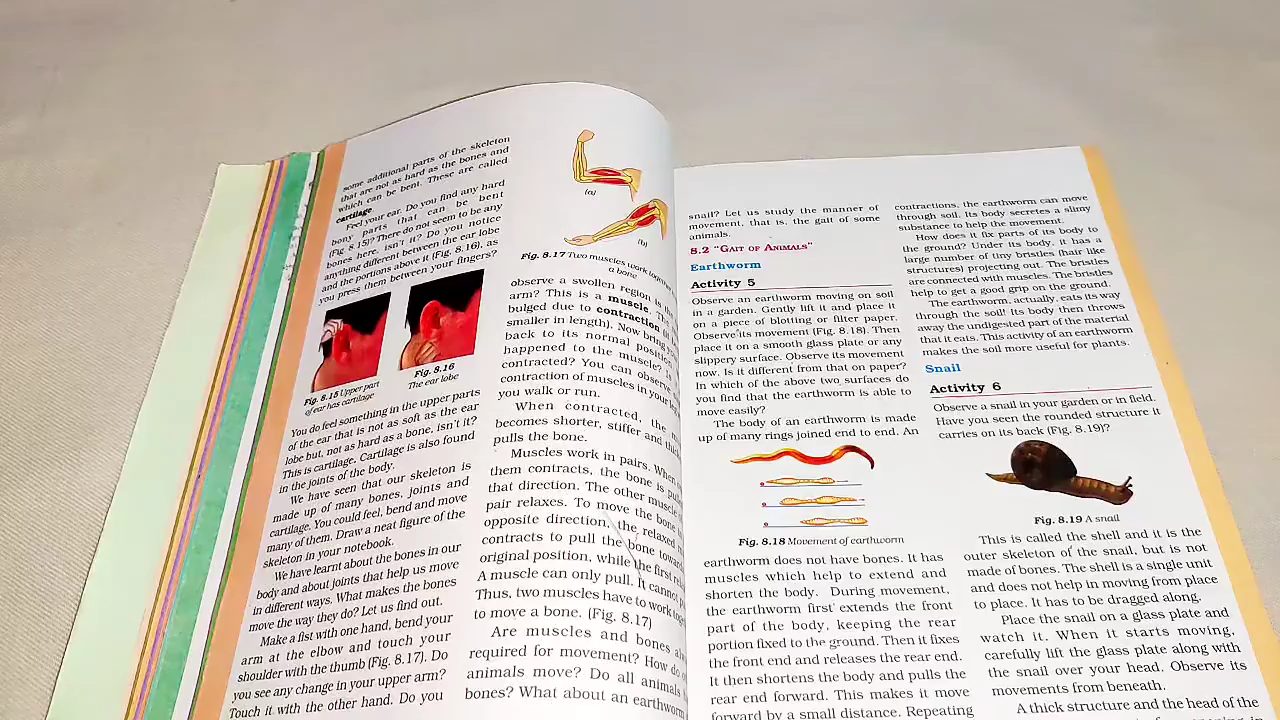 some additional parts of the skeleton
that are not as hard as the bones and
which can be bent. These are called
cartilage.
Feel your ear. Do you find any hard
bony parts that can be bent
(Fig 8.15)? There do not seem to be any
bones here, isn't it? Do you notice
anything different between the ear lobe
and the portions above it (Fig. 8.16), as
you press them between your fingers?
Fig. 8.15 Upper part
of ear has cartilage
Fig. 8.16
The ear lobe
You do feel something in the upper parts
of the ear that is not as soft as the ear
lobe but, not as hard as a bone, isn't it?
This is cartilage. Cartilage is also found
in the joints of the body.
We have seen that our skeleton is
made up of many bones, joints and
cartilage. You could feel, bend and move
many of them. Draw a neat figure of the
skeleton in your notebook.
We have learnt about the bones in our
body and about joints that help us move
in different ways. What makes the bones
move the way they do? Let us find out.
Make a fist with one hand, bend your
arm at the elbow and touch your
shoulder with the thumb (Fig. 8.17). Do
you see any change in your upper arm?
Touch it with the other hand. Do you
(a)
(b)
Fig. 8.17 Two muscles work
a bone
observe a swollen region
arm? This is a muscle.
bulged due to contraction
smaller in length). Now bring
back to its normal
happened to the muscle?
contracted? You can observe
contraction of muscles in your
you walk or run.
When contracted, the
becomes shorter, stiffer and
pulls the bone.
Muscles work in pairs. When
them contracts, the bone is
that direction. The other muscle
pair relaxes. To move the bone
opposite direction, the relaxed
contracts to pull the bone
original position, while the first
A muscle can only pull. It cannot
Thus, two muscles have to work
to move a bone. (Fig. 8.17)
Are muscles and bones
required for movement? How do
animals move? Do all animals
bones? What about an earthworm
snail? Let us study the manner of
movement, that is, the gait of some
animals.
8.2 "GAIT OF ANIMALS"
Earthworm
Activity 5
Observe an earthworm moving on soil
in a garden. Gently lift it and place it
on a piece of blotting or filter paper.
Observe its movement (Fig. 8.18). Then
place it on a smooth glass plate or any
slippery surface. Observe its movement
now. Is it different from that on paper?
In which of the above two surfaces do
you find that the earthworm is able to
move easily?
The body of an earthworm is made
up of many rings joined end to end. An
Fig. 8.18 Movement of earthworm
earthworm does not have bones. It has
muscles which help to extend and
shorten the body. During movement,
the earthworm first extends the front
part of the body, keeping the rear
portion fixed to the ground. Then it fixes
the front end and releases the rear end.
It then shortens the body and pulls the
rear end forward. This makes it move
forward by a small distance. Repeating
contractions, the earthworm can move
through soil. Its body secretes a slimy
substance to help the movement.
How does it fix parts of its body to
the ground? Under its body, it has a
large number of tiny bristles (hair like
structures) projecting out. The bristles
are connected with muscles. The bristles
help to get a good grip on the ground.
The earthworm, actually, eats its way
through the soil! Its body then throws
away the undigested part of the material
that it eats. This activity of an earthworm
makes the soil more useful for plants.
Snail
Activity 6
Observe a snail in your garden or in field.
Have you seen the rounded structure it
carries on its back (Fig. 8.19)?
Fig. 8.19 A snail
This is called the shell and it is the
outer skeleton of the snail, but is not
made of bones. The shell is a single unit
and does not help in moving from place
to place. It has to be dragged along.
Place the snail on a glass plate and
watch it. When it starts moving,
carefully lift the glass plate along with
the snail over your head. Observe its
movements from beneath.
A thick structure and the head of the